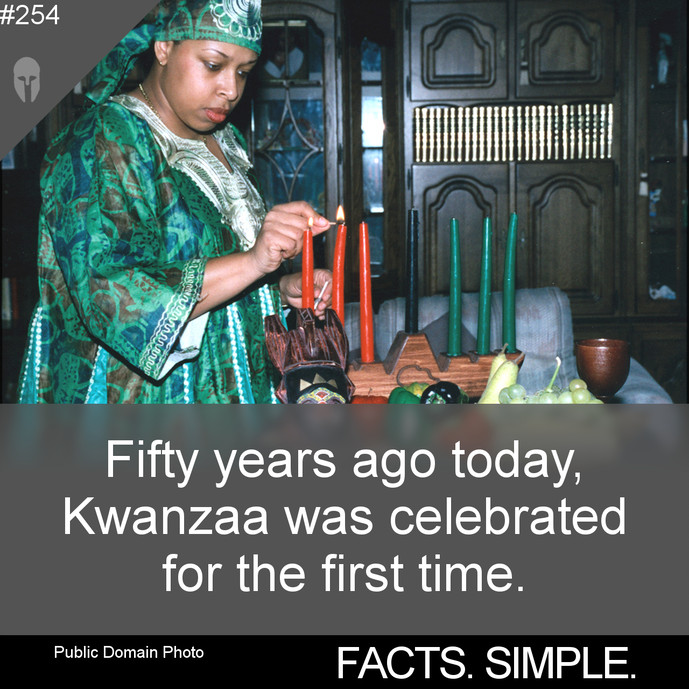 #254
Fifty years ago today,
Kwanzaa was celebrated
for the first time.
Public Domain Photo
FACTS. SIMPLE.